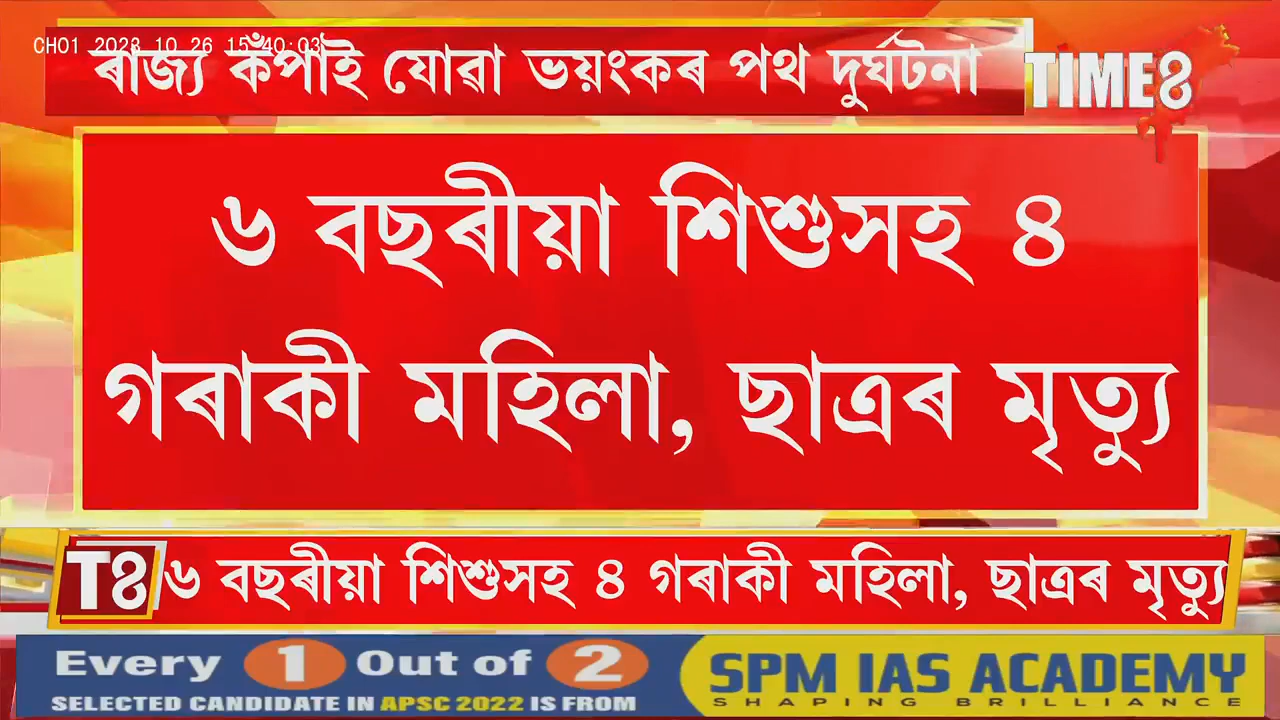 CH01 2023 10 26 15:40:03
ৰাজ্য কঁপাই যোৱা ভয়ংকৰ পথ দুৰ্ঘটনা
TIME8
৬ বছৰীয়া শিশুসহ ৪
গৰাকী মহিলা, ছাত্ৰৰ মৃত্যু
T8 ৬ বছৰীয়া শিশুসহ ৪ গৰাকী মহিলা, ছাত্ৰৰ মৃত্যু
Every 1 Out of 2
SELECTED CANDIDATE IN APSC 2022 IS FROM
SPM IAS ACADEMY
SHAPING BRILLIANCE